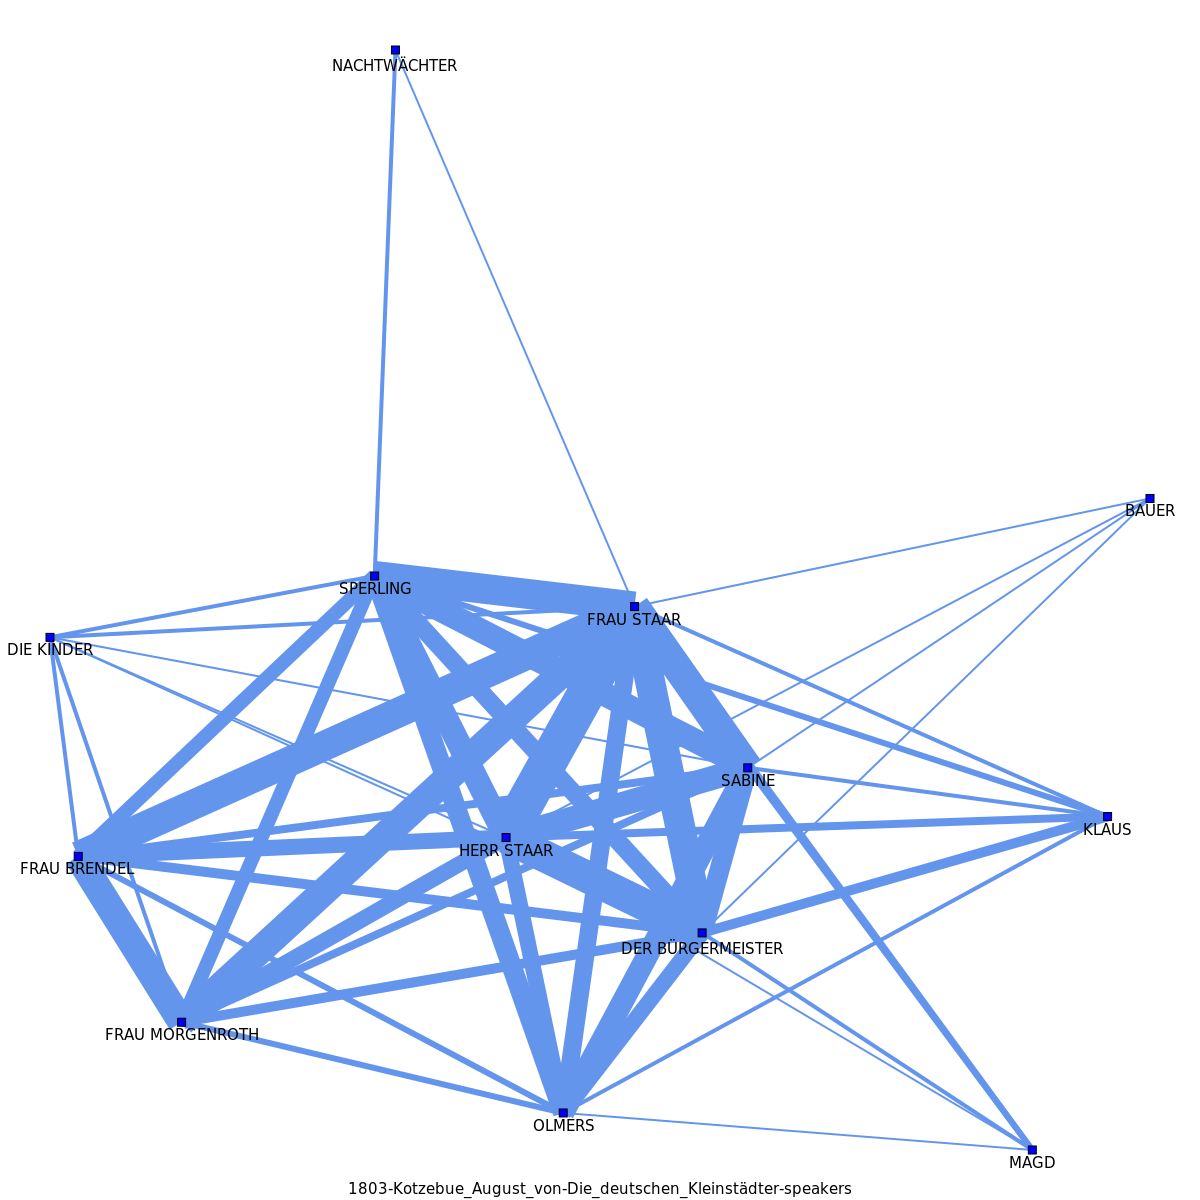 NACHTWÄCHTER
BAUER
SPERLING
FRAU STAAR
DIE KINDER
SABINE
KLAUS
HERR STAAR
FRAU BRENDEL
DER BÜRGERMEISTER
FRAU MORGENROTH
OLMERS
MAGD
1803-Kotzebue_August_von-Die_deutschen_Kleinstädter-speakers